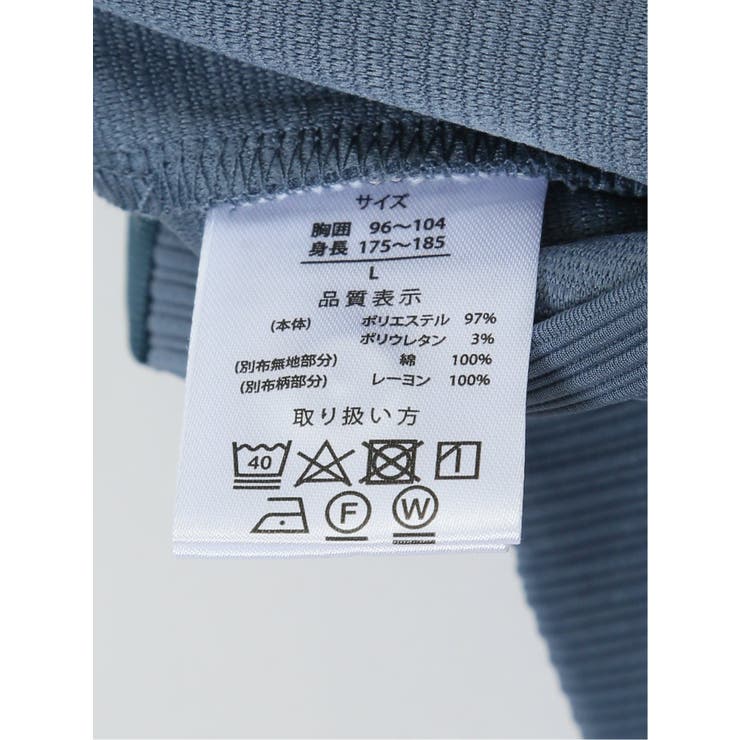 サイズ
胸囲 96～104
身長 175～185
L
品質表示
(本体) ポリエステル 97%
ポリウレタン 3%
(別布無地部分) 綿 100%
(別布柄部分) レーヨン 100%
取り扱い方
40
F W